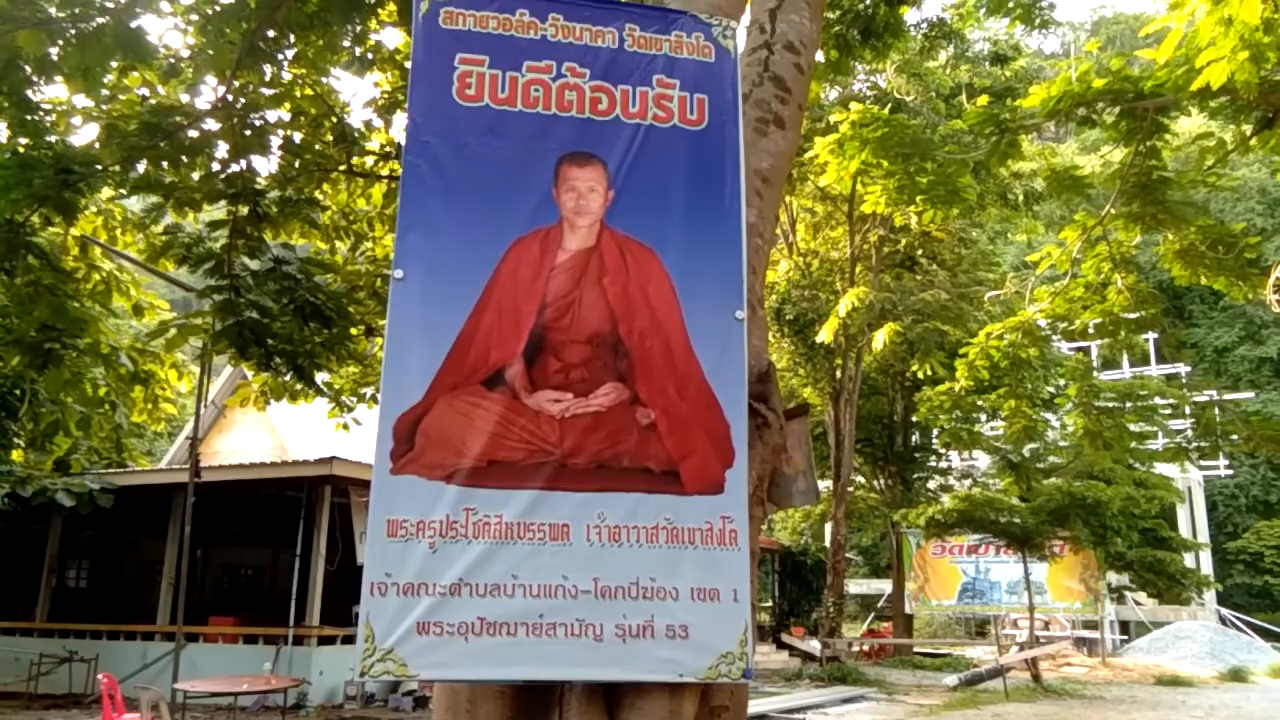 สกายวอล์ค-วังนาคา วัดเขาสิงโต
ยินดีต้อนรับ
พระครูประโชติสีหบรรพต เจ้าอาวาสวัดเขาสิงโต
เจ้าคณะตำบลบ้านแก้ง-โคกปี่ฆ้อง เขต 1
พระอุปัชฌาย์สามัญ รุ่นที่ 53